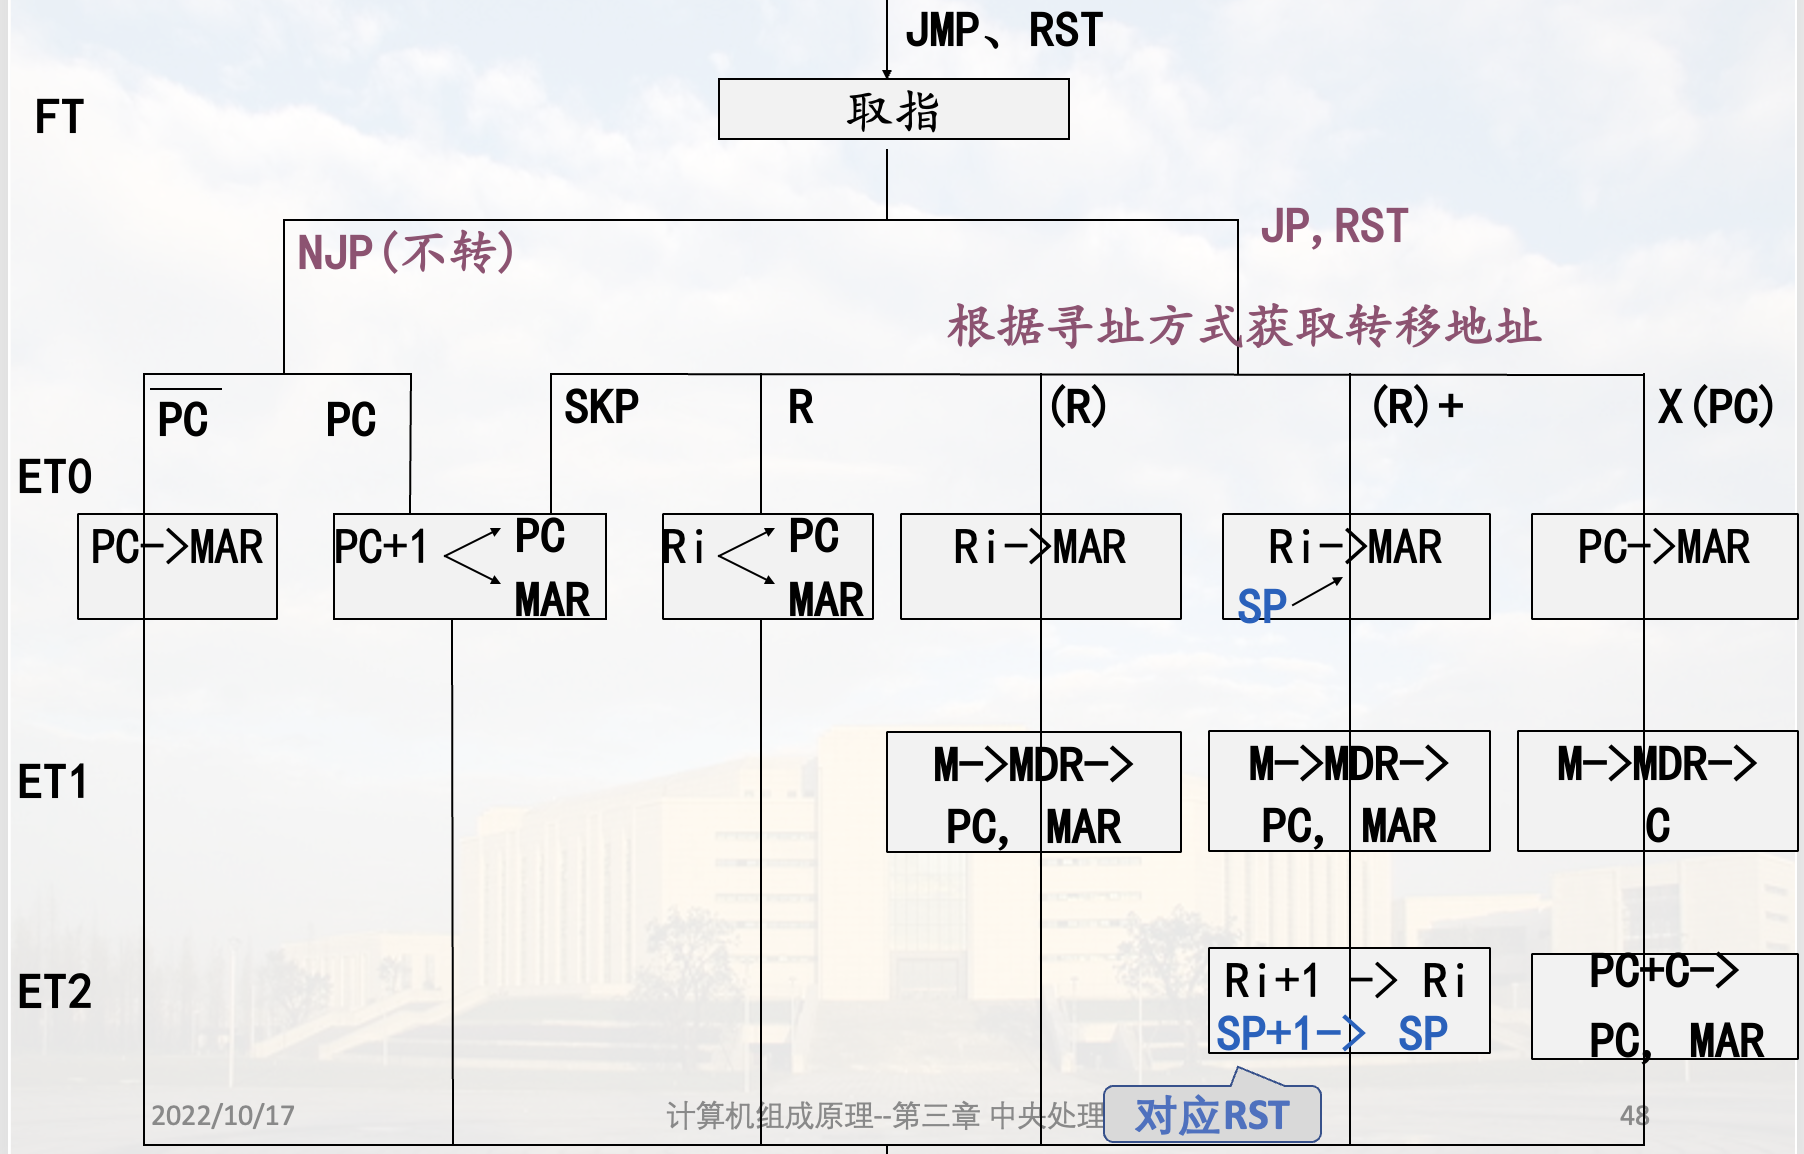 JMP、RST
FT
取指
NJP(不转)
JP,RST
根据寻址方式获取转移地址
P̅C̅
PC
SKP
R
(R)
(R)+
X(PC)
ET0
PC->MAR
PC+1
PC
MAR
Ri
PC
MAR
Ri->MAR
Ri->MAR
SP
PC->MAR
ET1
M->MDR->
PC, MAR
M->MDR->
PC, MAR
M->MDR->
C
ET2
Ri+1 -> Ri
SP+1-> SP
PC+C->
PC, MAR
对应RST
2022/10/17
计算机组成原理--第三章 中央处理
48